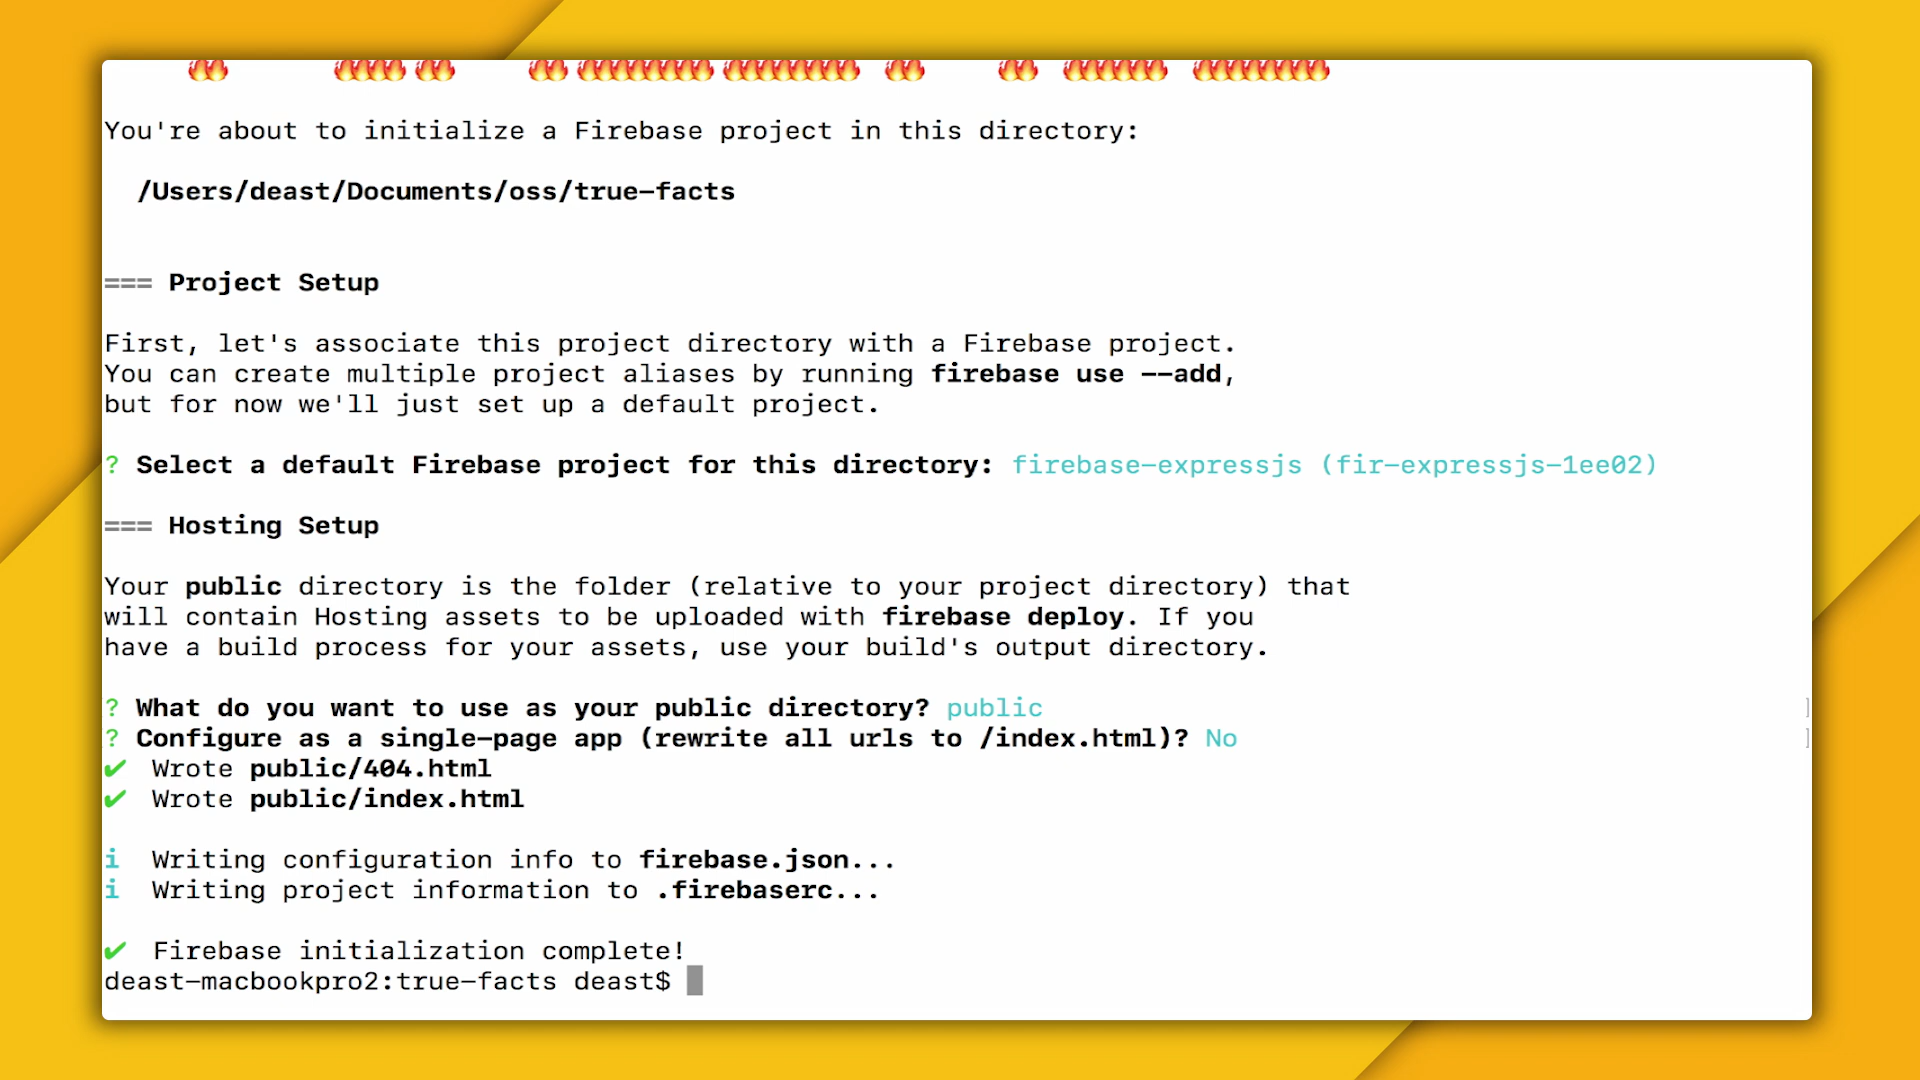 You're about to initialize a Firebase project in this directory:
/Users/deast/Documents/oss/true-facts
=== Project Setup
First, let's associate this project directory with a Firebase project.
You can create multiple project aliases by running firebase use --add,
but for now we'll just set up a default project.
? Select a default Firebase project for this directory: firebase-expressjs (fir-expressjs-1ee02)
=== Hosting Setup
Your public directory is the folder (relative to your project directory) that
will contain Hosting assets to be uploaded with firebase deploy. If you
have a build process for your assets, use your build's output directory.
? What do you want to use as your public directory? public
? Configure as a single-page app (rewrite all urls to /index.html)? No
✔ Wrote public/404.html
✔ Wrote public/index.html
i Writing configuration info to firebase.json...
i Writing project information to .firebaserc...
✔ Firebase initialization complete!
deast-macbookpro2:true-facts deast$